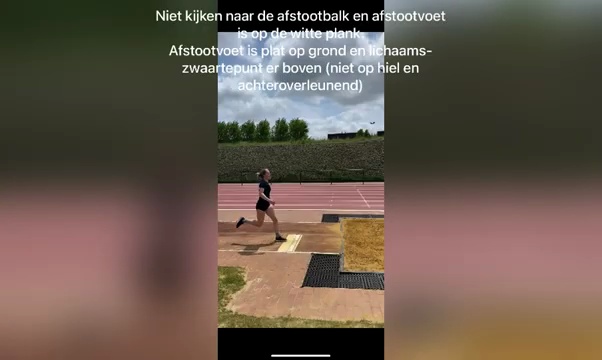 Niet kijken naar de afstootbalk en afstootvoet
is op de witte plank.
Afstootvoet is plat op grond en lichaams-
zwaartepunt er boven (niet op hiel en
achteroverleunend)